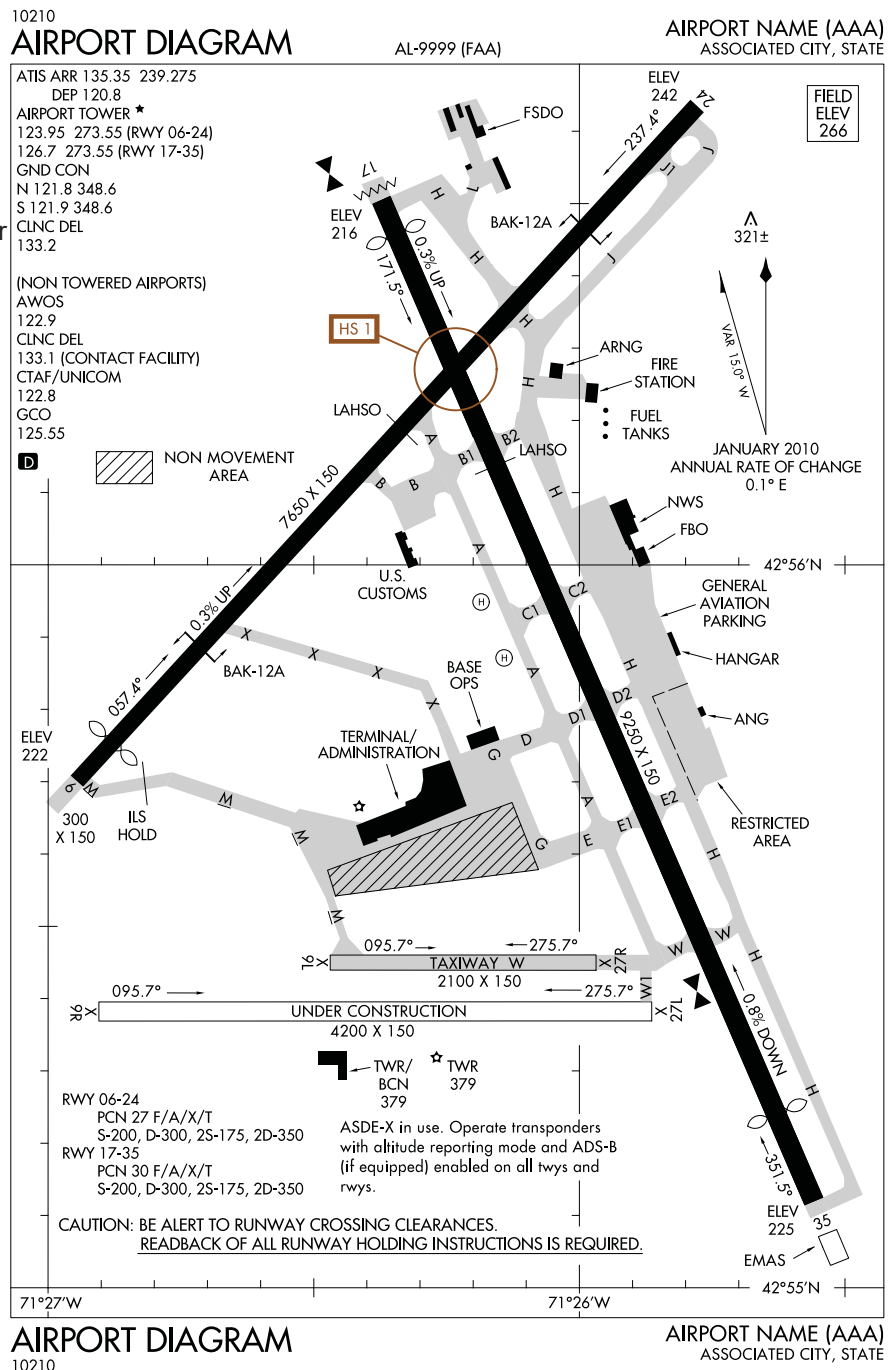 10210
AIRPORT DIAGRAM
AL-9999 (FAA)
AIRPORT NAME (AAA)
ASSOCIATED CITY, STATE
ATIS ARR 135.35 239.275
DEP 120.8
AIRPORT TOWER ★
123.95 273.55 (RWY 06-24)
126.7 273.55 (RWY 17-35)
GND CON
N 121.8 348.6
S 121.9 348.6
CLNC DEL
r
133.2
(NON TOWERED AIRPORTS)
AWOS
122.9
CLNC DEL
133.1 (CONTACT FACILITY)
CTAF/UNICOM
122.8
GCO
125.55
D
NON MOVEMENT
AREA
FSDO
ELEV
242
24
FIELD
ELEV
266
237.4°
J
J1
J
17
H
L
ELEV
216
BAK-12A
321±
0.3% UP
171.5°
H
VAR 15.0° W
HS 1
H
ARNG
FIRE
STATION
H
FUEL
TANKS
LAHSO
A
B1
B2
LAHSO
B
B
JANUARY 2010
ANNUAL RATE OF CHANGE
0.1° E
7650 X 150
H
NWS
FBO
A
U.S.
CUSTOMS
42°56'N
H
C1
C2
GENERAL
AVIATION
PARKING
0.3% UP
X
X
X
X
H
A
H
HANGAR
BAK-12A
057.4°
BASE
OPS
D1
D2
ANG
G
D
ELEV
222
TERMINAL/
ADMINISTRATION
9250 X 150
6
M
M
M
300
X 150
ILS
HOLD
A
E2
E1
E
G
RESTRICTED
AREA
H
M
W
W
H
095.7°
275.7°
9L
X
TAXIWAY W
X
27R
2100 X 150
W1
095.7°
275.7°
9R
X
UNDER CONSTRUCTION
X
27L
4200 X 150
0.8% DOWN
TWR/
BCN
379
TWR
379
H
RWY 06-24
PCN 27 F/A/X/T
S-200, D-300, 2S-175, 2D-350
RWY 17-35
PCN 30 F/A/X/T
S-200, D-300, 2S-175, 2D-350
ASDE-X in use. Operate transponders
with altitude reporting mode and ADS-B
(if equipped) enabled on all twys and
rwys.
351.5°
ELEV
225
35
EMAS
CAUTION: BE ALERT TO RUNWAY CROSSING CLEARANCES.
READBACK OF ALL RUNWAY HOLDING INSTRUCTIONS IS REQUIRED.
71°27'W
71°26'W
42°55'N
AIRPORT DIAGRAM
10210
AIRPORT NAME (AAA)
ASSOCIATED CITY, STATE